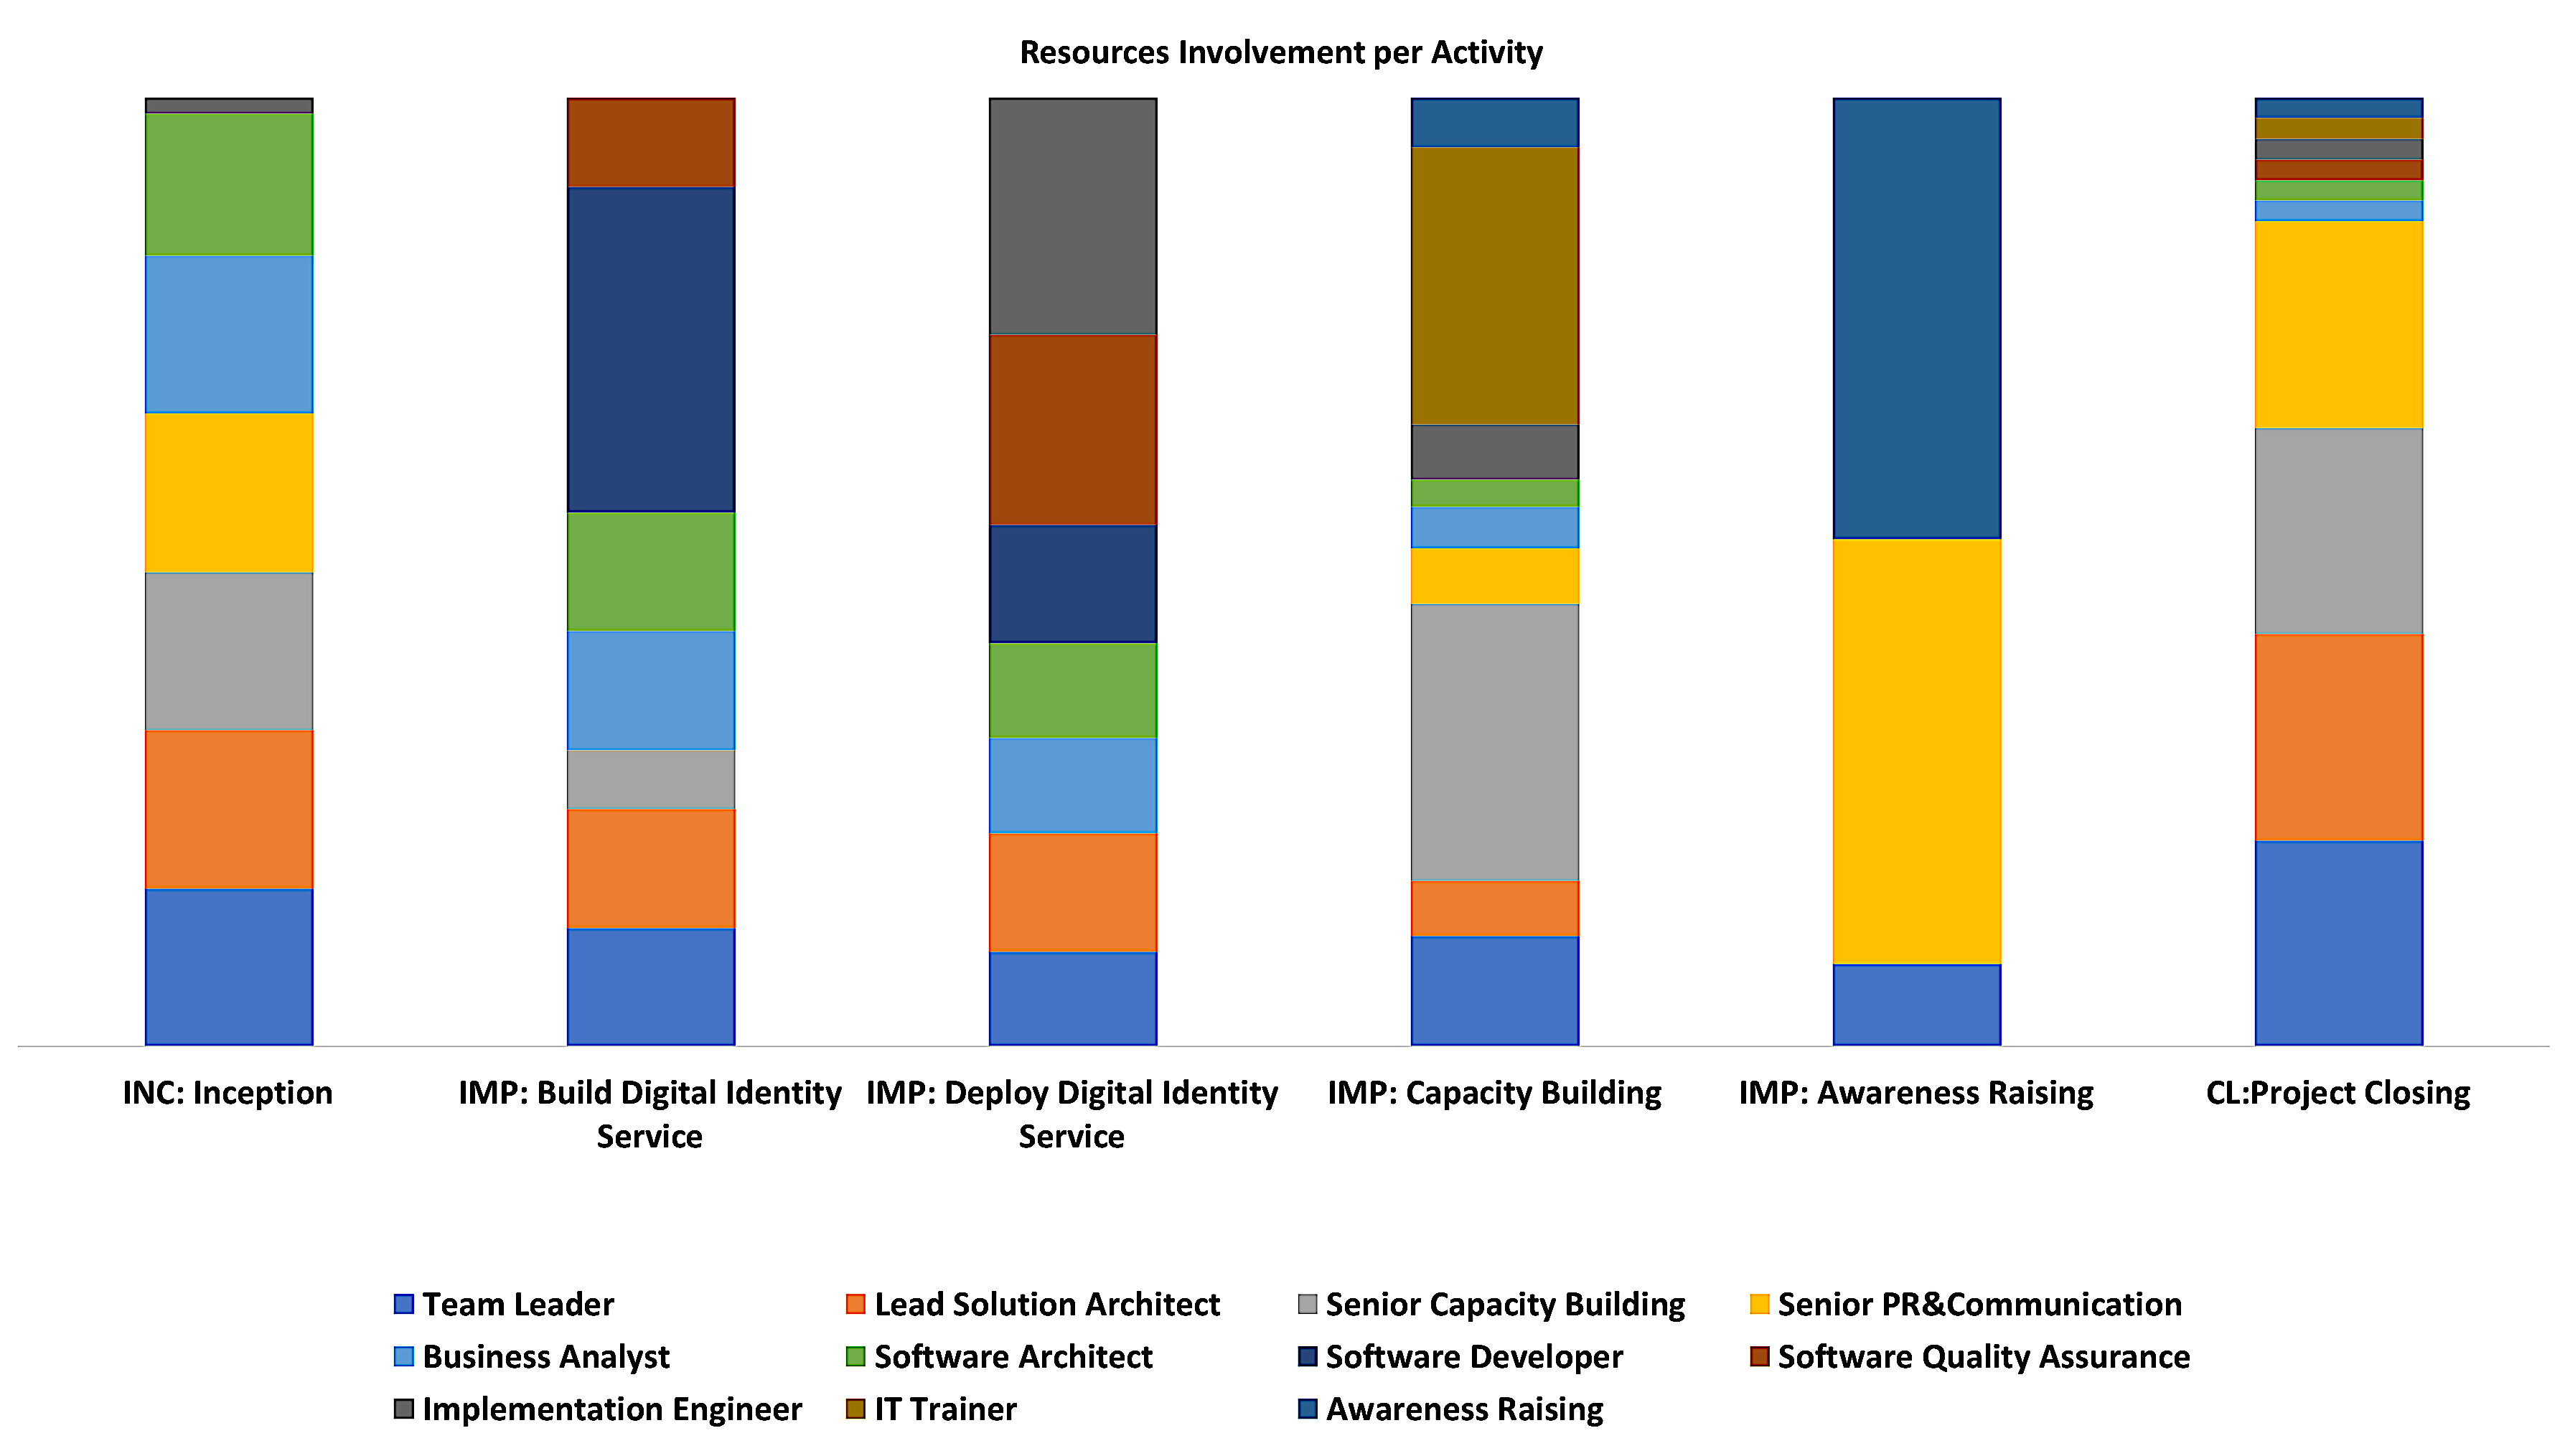 Resources Involvement per Activity
INC: Inception
IMP: Build Digital Identity
Service
IMP: Deploy Digital Identity
Service
IMP: Capacity Building
IMP: Awareness Raising
CL:Project Closing
Team Leader
Lead Solution Architect
Senior Capacity Building
Senior PR&Communication
Business Analyst
Software Architect
Software Developer
Software Quality Assurance
Implementation Engineer
IT Trainer
Awareness Raising